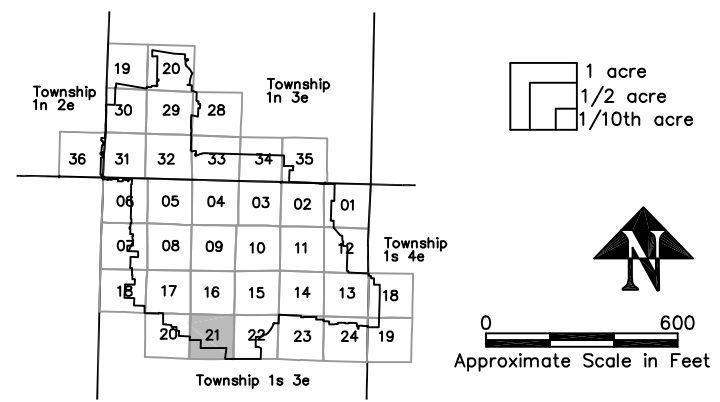 19 20
Township
1n 2e
Township
1n 3e
30 29 28
36 31 32 33 34 35
06 05 04 03 02 01
07 08 09 10 11 12
Township
1s 4e
18 17 16 15 14 13 18
20 21 22 23 24 19
Township 1s 3e
1 acre
1/2 acre
1/10th acre
N
0 600
Approximate Scale in Feet